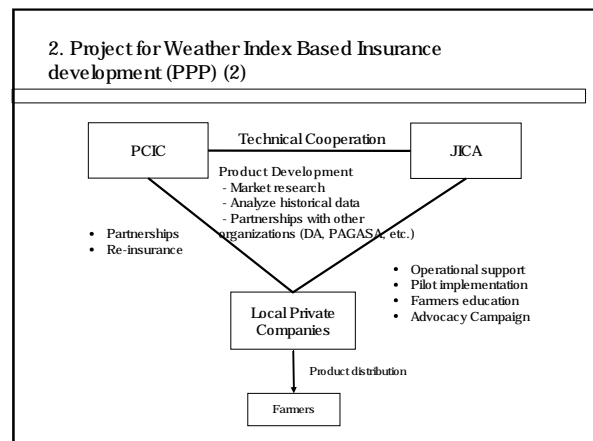 2. Project for Weather Index Based Insurance
development (PPP) (2)
Technical Cooperation
PCIC
JICA
Product Development
- Market research
- Analyze historical data
- Partnerships with other
organizations (DA, PAGASA, etc.)
• Partnerships
• Re-insurance
• Operational support
• Pilot implementation
• Farmers education
• Advocacy Campaign
Local Private
Companies
Product distribution
Farmers